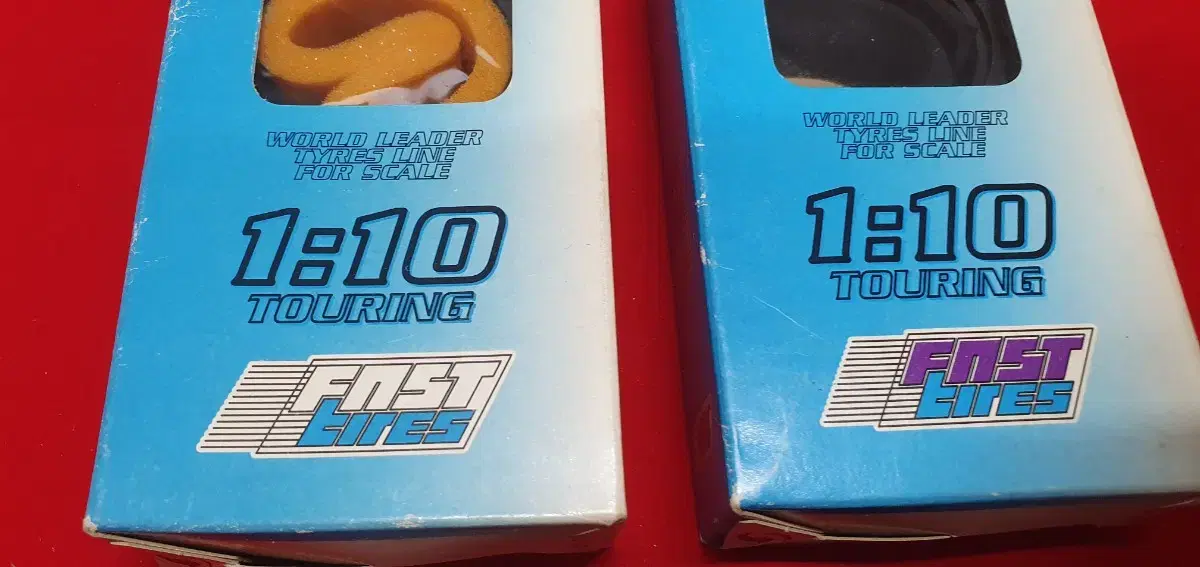 WORLD LEADER
TYRES LINE
FOR SCALE
1:10
TOURING
FAST
tires
WORLD LEADER
TYRES LINE
FOR SCALE
1:10
TOURING
FAST
tires